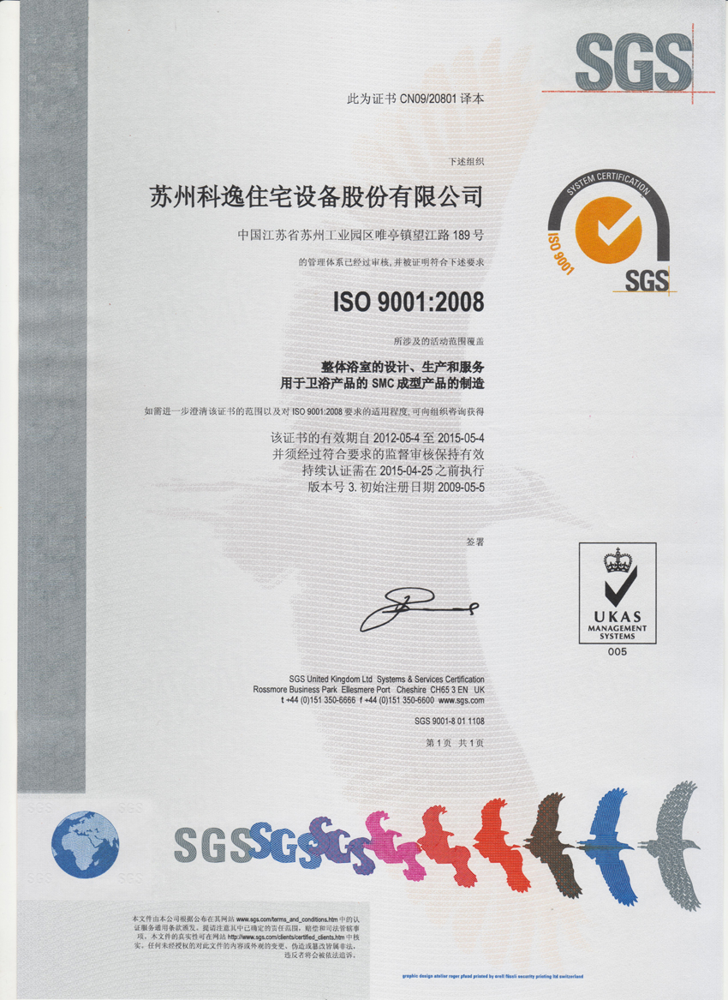 SGS
此为证书 CN09/20801 译本
下述组织
苏州科逸住宅设备股份有限公司
中国江苏省苏州工业园区唯亭镇望江路 189 号
的管理体系已经过审核,并被证明符合下述要求
SYSTEM CERTIFICATION
ISO 9001
SGS
ISO 9001:2008
所涉及的活动范围覆盖
整体浴室的设计、生产和服务
用于卫浴产品的 SMC 成型产品的制造
如需进一步澄清该证书的范围以及对 ISO 9001:2008 要求的适用程度,可向组织咨询获得
该证书的有效期自 2012-05-4 至 2015-05-4
并须经过符合要求的监督审核保持有效
持续认证需在 2015-04-25 之前执行
版本号 3. 初始注册日期 2009-05-5
签署
UKAS
MANAGEMENT
SYSTEMS
005
SGS United Kingdom Ltd Systems & Services Certification
Rossmore Business Park Ellesmere Port Cheshire CH65 3 EN UK
t +44 (0)151 350-6666 f +44 (0)151 350-6600 www.sgs.com
SGS 9001-8 01 1108
第 1 页 共 1 页
SGS SGS SGS
本文件由本公司根据公布在其网站 www.sgs.com/terms_and_conditions.htm 中的认
证服务通用条款颁发。提请注意其中已确定的责任范围，赔偿和司法管辖事
项。本文件的真实性可在网站 http://www.sgs.com/clients/certified_clients.htm 中核
实。任何未经授权的对此文件的内容或外观的变更、伪造或篡改皆属非法，
违反者将会被依法追诉。
graphic design atelier roger pfund printed by orell füssli security printing ltd switzerland